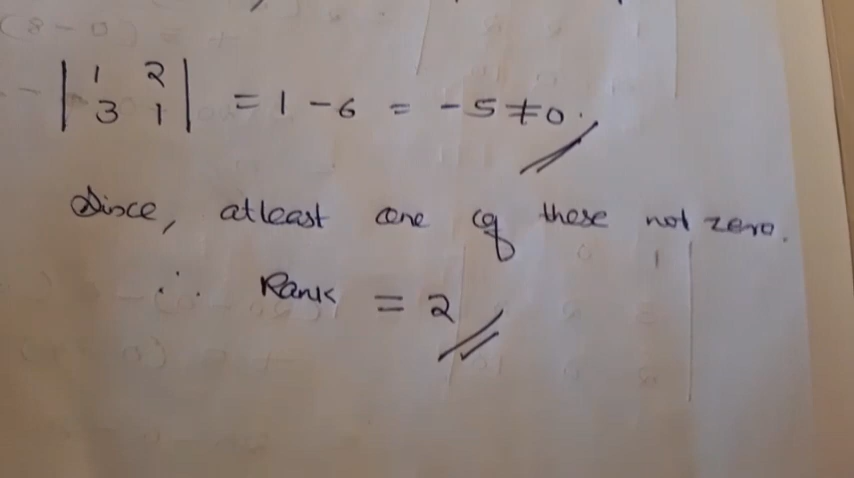 | 1 2 |
| 3 1 | = 1 - 6 = -5 ≠ 0.
Since, atleast one of these not zero.
∴ Rank = 2